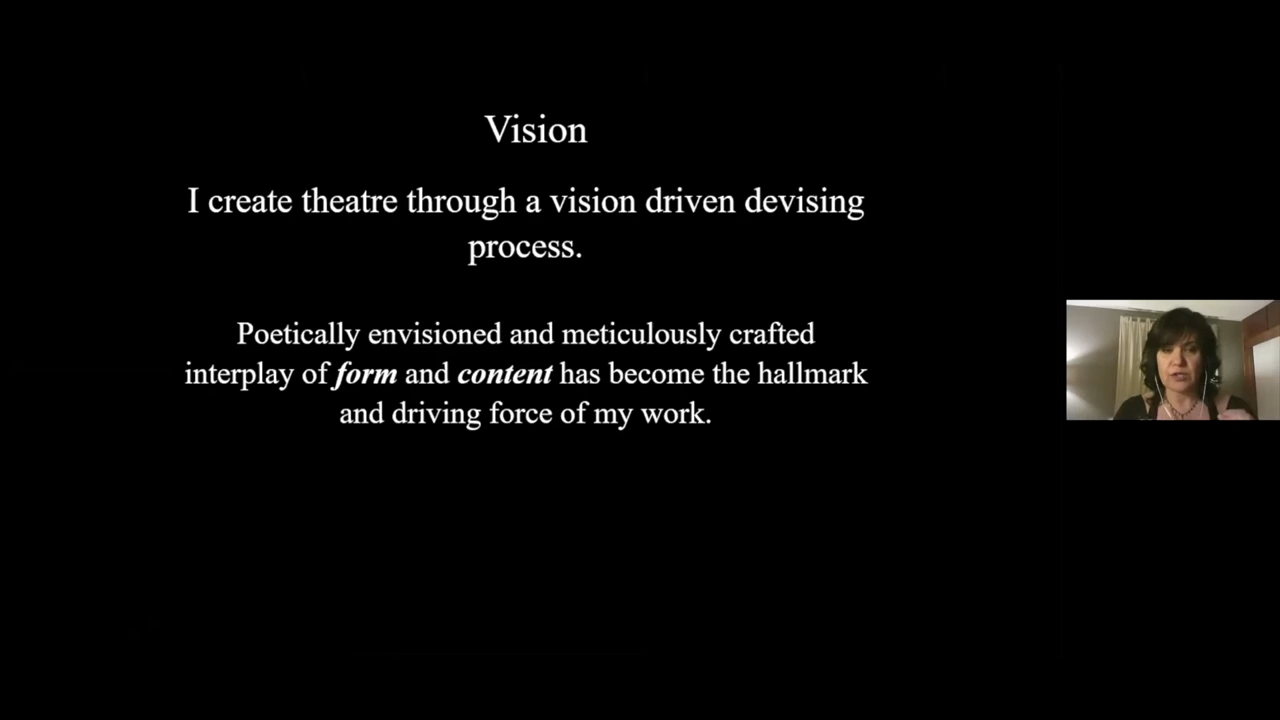 Vision
I create theatre through a vision driven devising
process.
Poetically envisioned and meticulously crafted
interplay of form and content has become the hallmark
and driving force of my work.